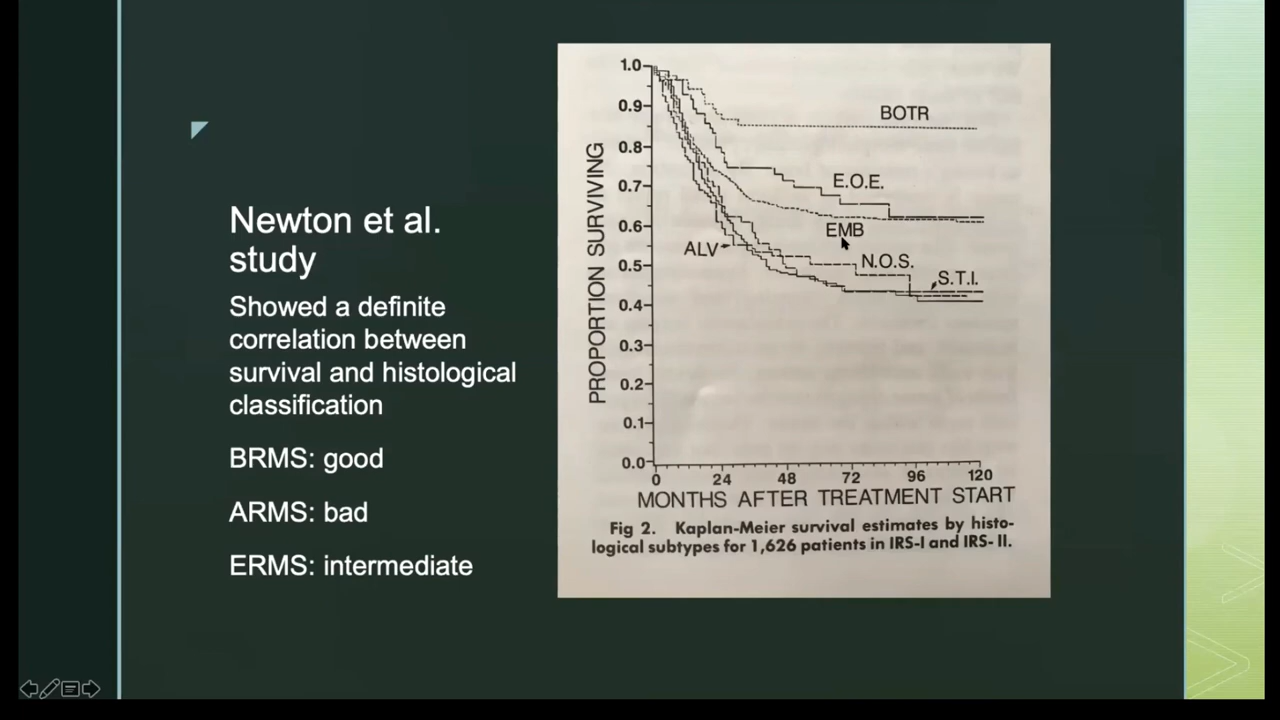 Newton et al.
study
Showed a definite
correlation between
survival and histological
classification
BRMS: good
ARMS: bad
ERMS: intermediate
PROPORTION SURVIVING
1.0
0.9
0.8
0.7
0.6
0.5
0.4
0.3
0.2
0.1
0.0
BOTR
E.O.E.
EMB
ALV
N.O.S.
S.T.I.
0 24 48 72 96 120
MONTHS AFTER TREATMENT START
Fig 2. Kaplan-Meier survival estimates by histo-
logical subtypes for 1,626 patients in IRS-I and IRS- II.